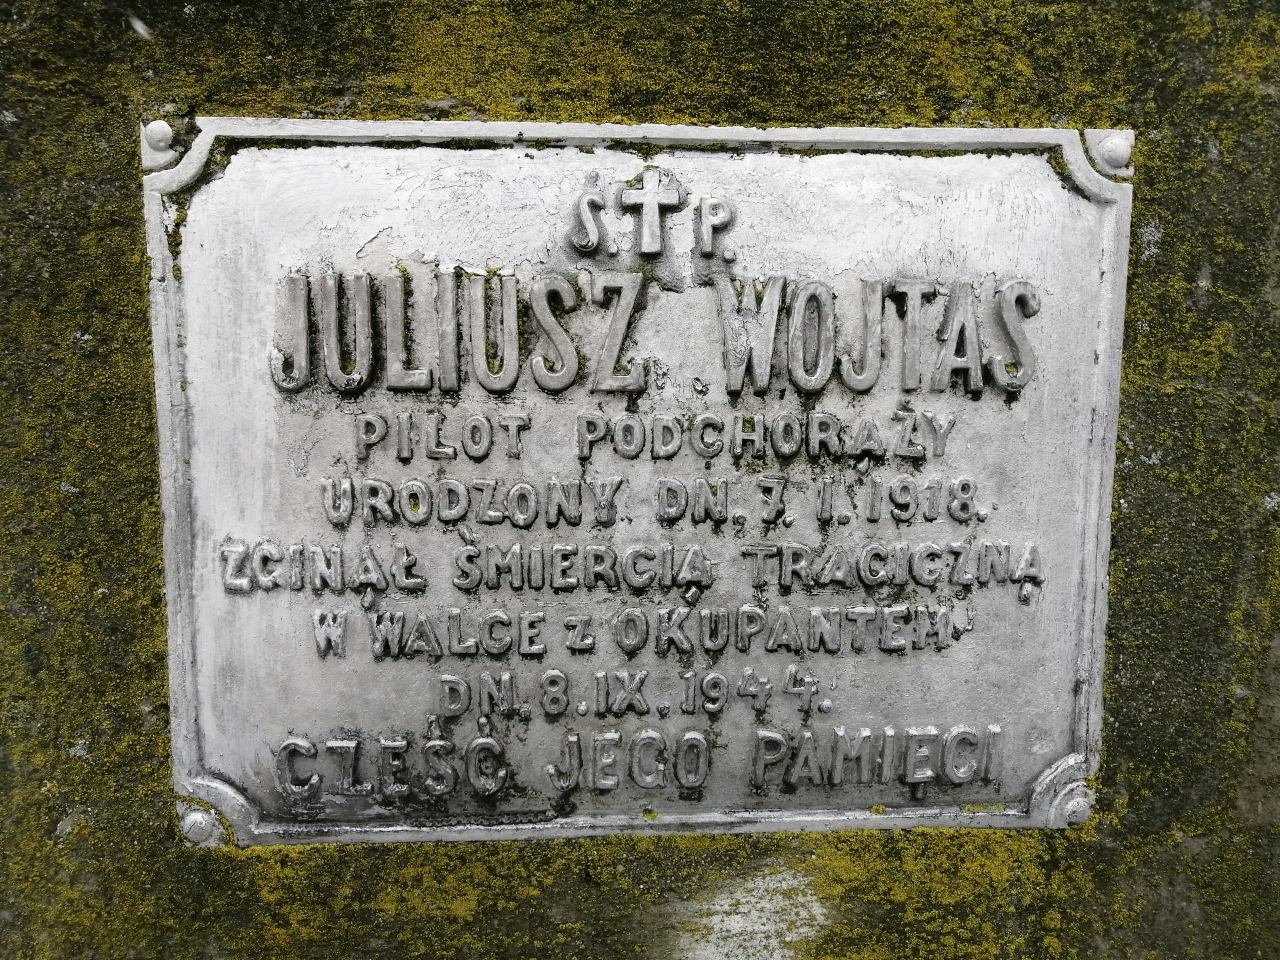 Ś. P.
JULIUSZ WOJTAS
PILOT PODCHORĄŻY
URODZONY DN. 7. I. 1918.
ZGINĄŁ ŚMIERCIĄ TRAGICZNĄ
W WALCE Z OKUPANTEM,
DN. 8. IX. 1944.
CZEŚĆ JEGO PAMIĘCI